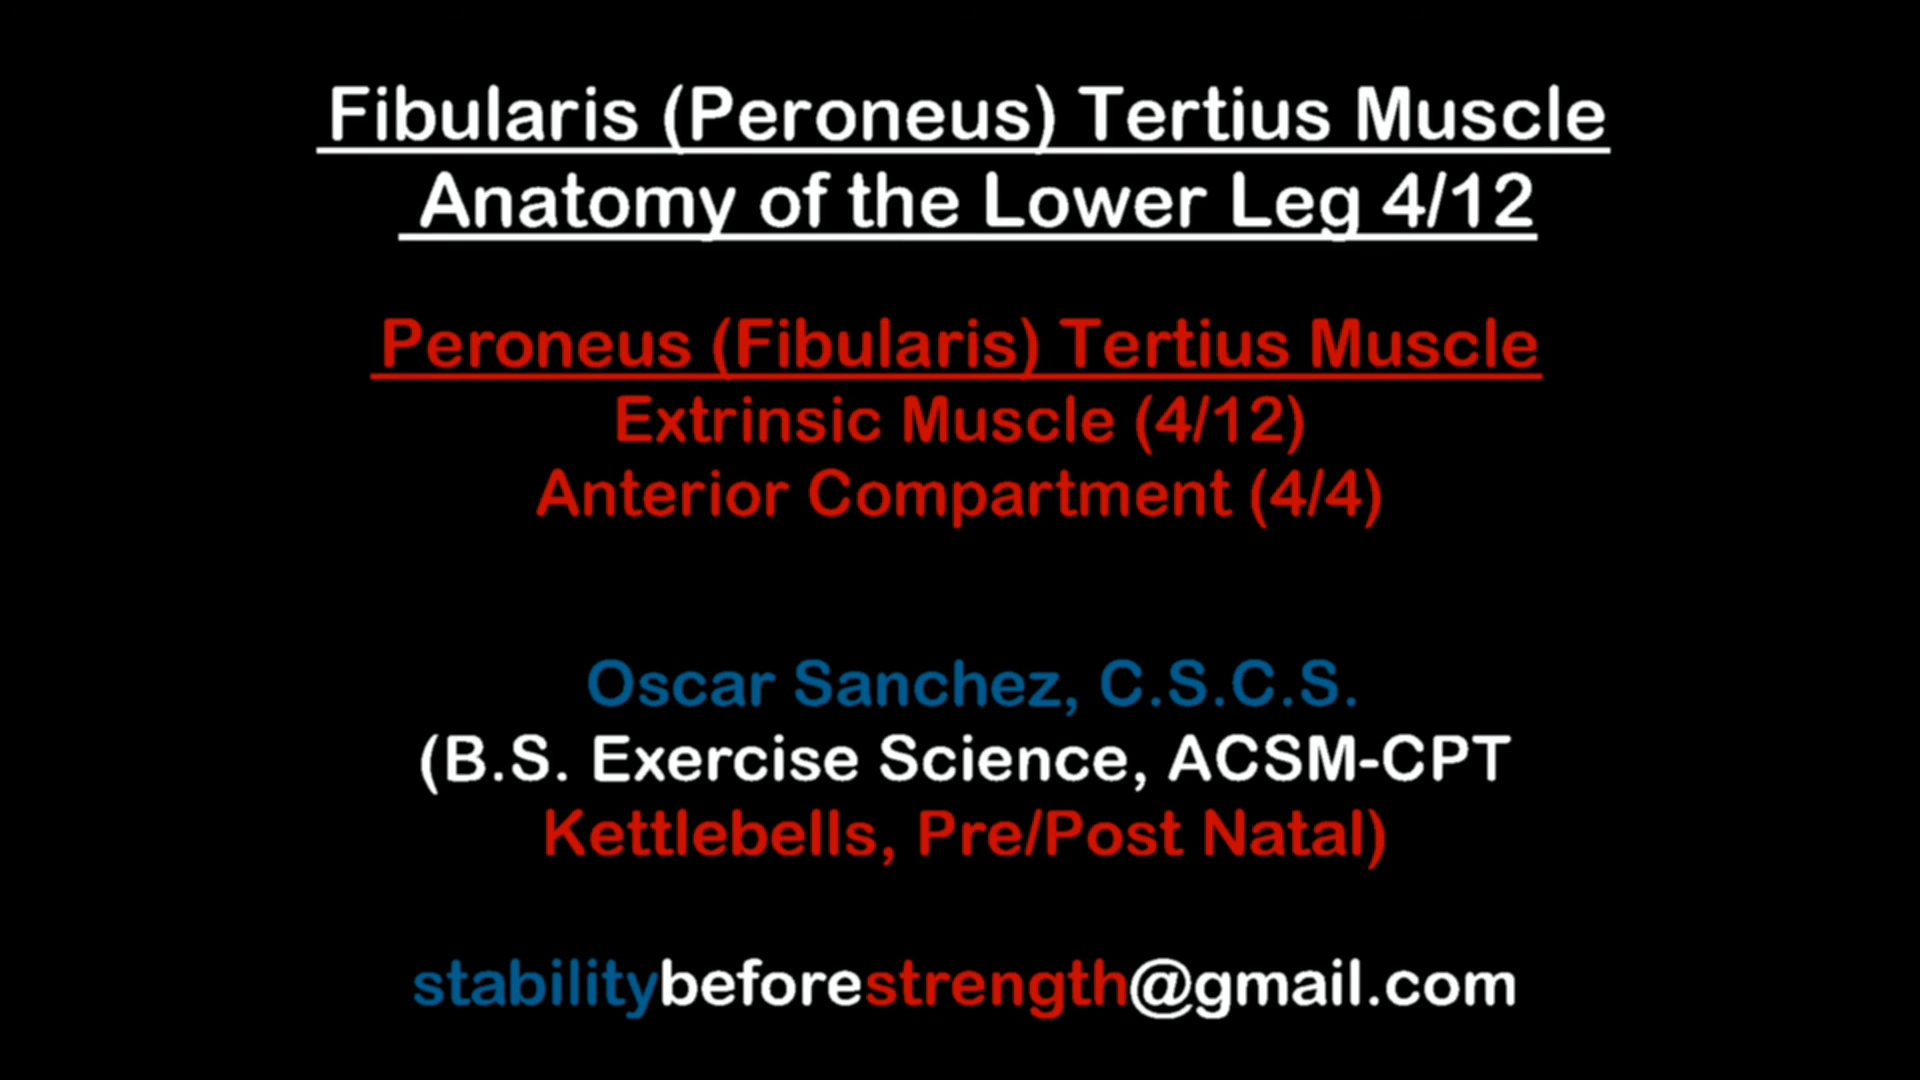 Fibularis (Peroneus) Tertius Muscle
Anatomy of the Lower Leg 4/12
Peroneus (Fibularis) Tertius Muscle
Extrinsic Muscle (4/12)
Anterior Compartment (4/4)
Oscar Sanchez, C.S.C.S.
(B.S. Exercise Science, ACSM-CPT
Kettlebells, Pre/Post Natal)
stabilitybeforestrength@gmail.com